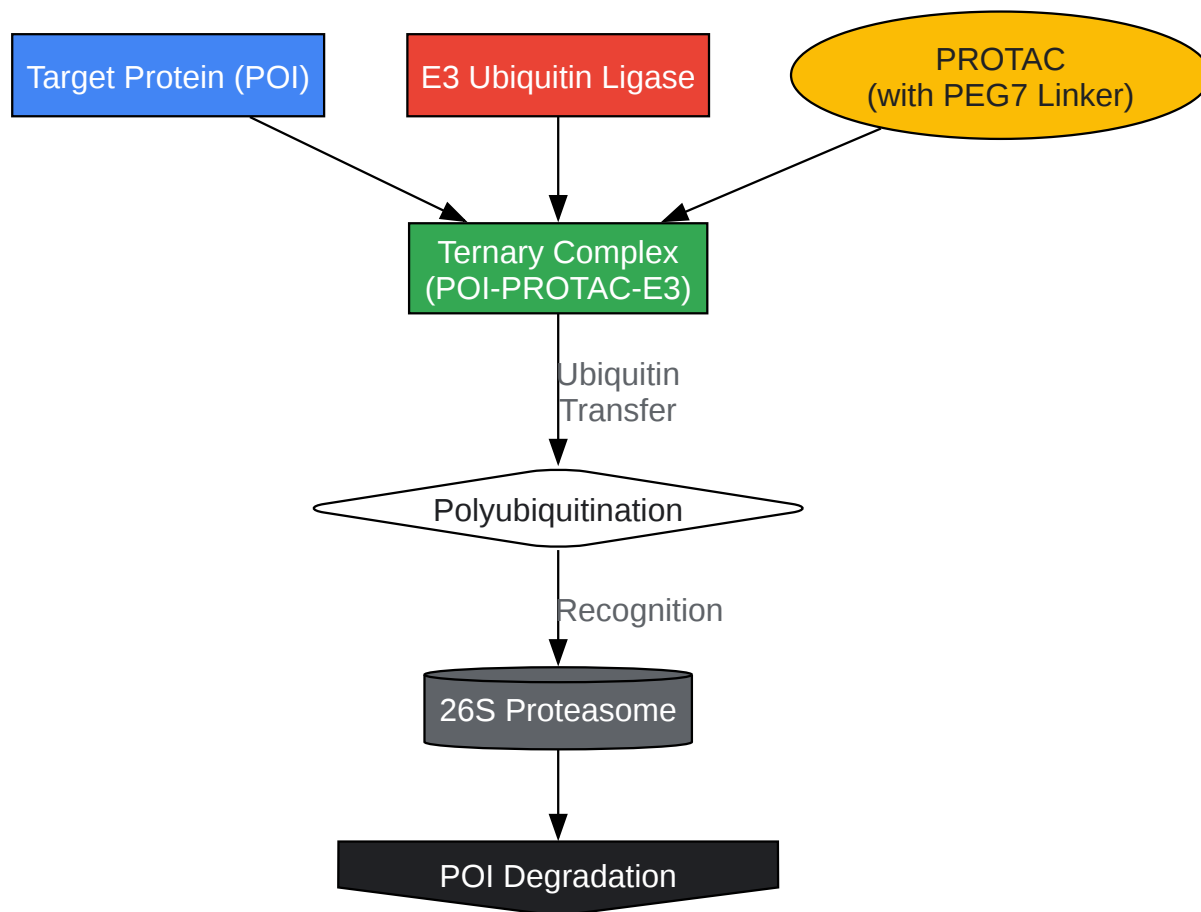 Target Protein (POI)
E3 Ubiquitin Ligase
PROTAC
(with PEG7 Linker)
Ternary Complex
(POI-PROTAC-E3)
Ubiquitin
Transfer
Polyubiquitination
Recognition
26S Proteasome
POI Degradation